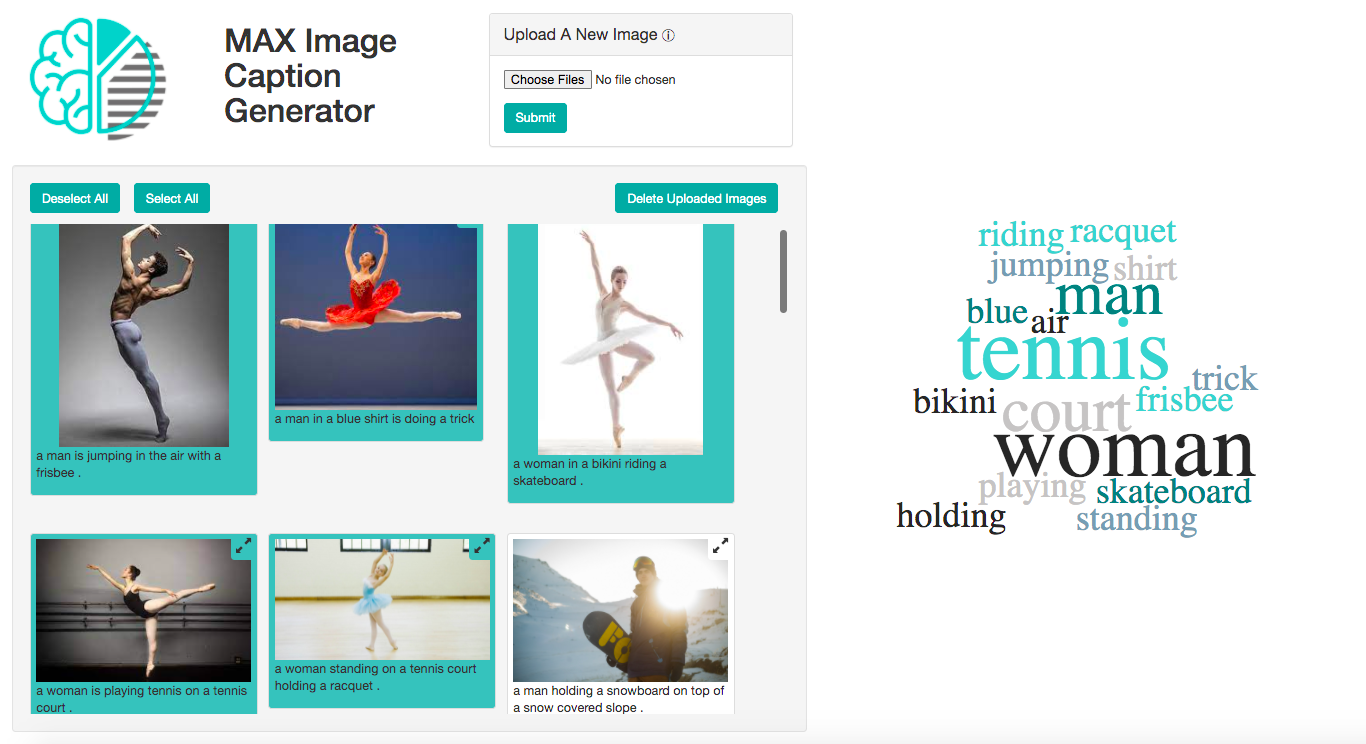 MAX Image
Caption
Generator
Upload A New Image ⓘ
Choose Files No file chosen
Submit
Deselect All
Select All
Delete Uploaded Images
a man is jumping in the air with a
frisbee .
a man in a blue shirt is doing a trick
a woman in a bikini riding a
skateboard .
a woman is playing tennis on a tennis
court .
a woman standing on a tennis court
holding a racquet .
a man holding a snowboard on top of
a snow covered slope .
riding racquet
jumping shirt
man
blue air
tennis
trick
bikini court frisbee
woman
playing skateboard
holding standing